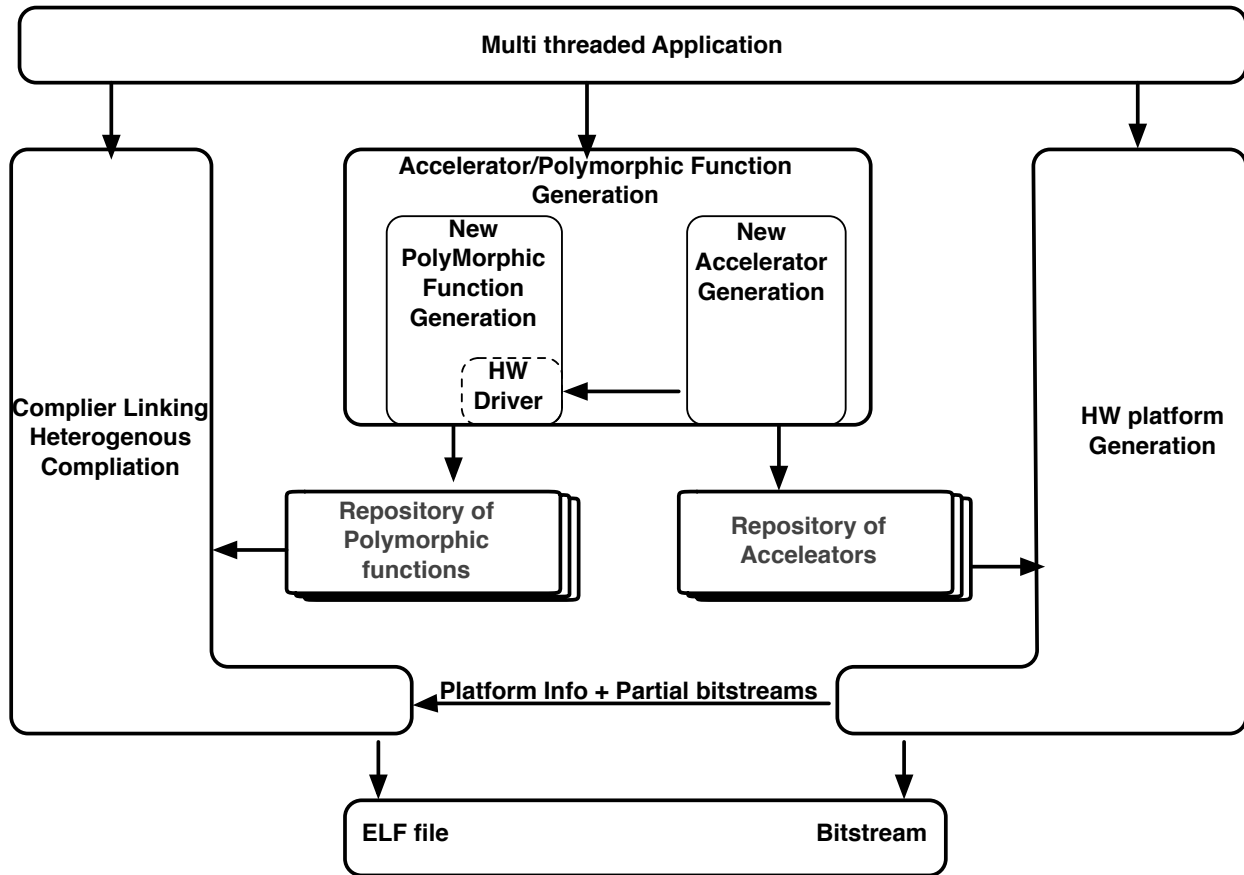 Multi threaded Application
Accelerator/Polymorphic Function
Generation
New
PolyMorphic
Function
Generation
HW
Driver
New
Accelerator
Generation
Complier Linking
Heterogenous
Compliation
HW platform
Generation
Repository of
Polymorphic
functions
Repository of
Acceleators
Platform Info + Partial bitstreams
ELF file
Bitstream